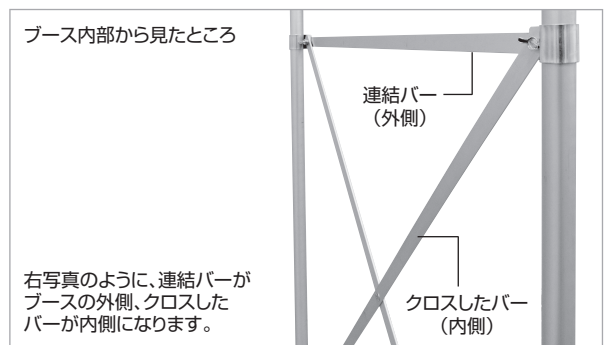 ブース内部から見たところ
連結バー
（外側）
クロスしたバー
（内側）
右写真のように、連結バーが
ブースの外側、クロスした
バーが内側になります。